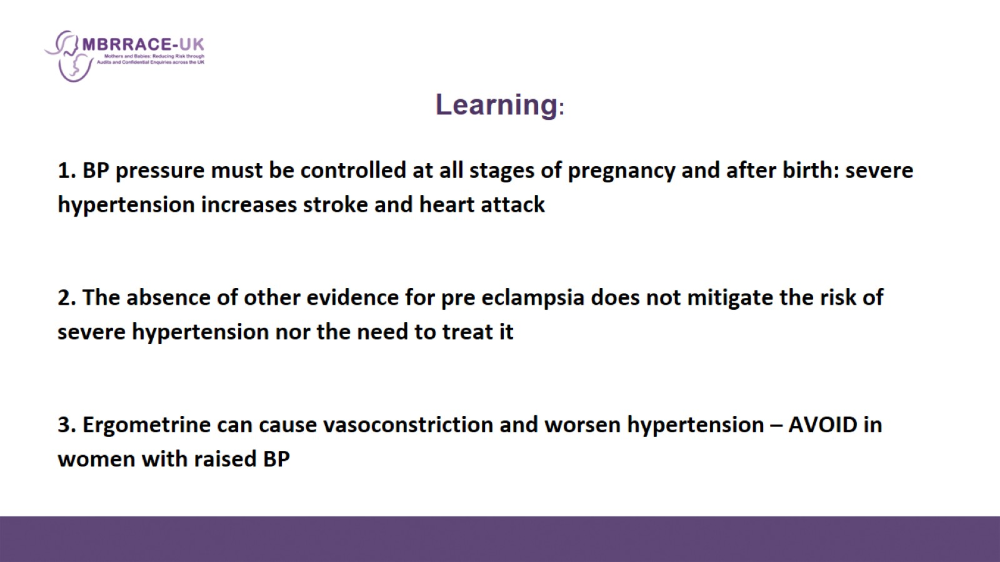 MBRRACE-UK
Mothers and Babies: Reducing Risk through
Audits and Confidential Enquiries across the UK
Learning:
1. BP pressure must be controlled at all stages of pregnancy and after birth: severe
hypertension increases stroke and heart attack
2. The absence of other evidence for pre eclampsia does not mitigate the risk of
severe hypertension nor the need to treat it
3. Ergometrine can cause vasoconstriction and worsen hypertension – AVOID in
women with raised BP